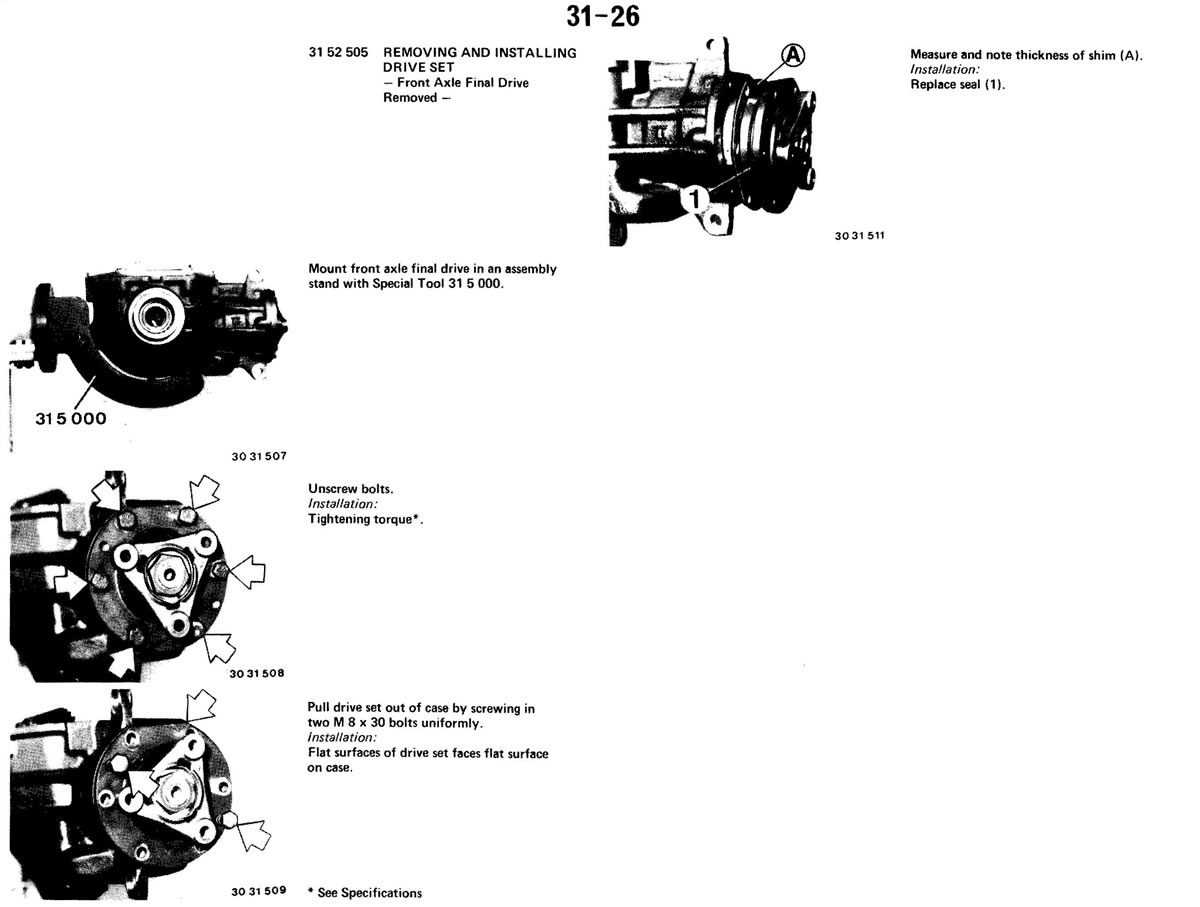 31-26
31 52 505 REMOVING AND INSTALLING
DRIVE SET
— Front Axle Final Drive
Removed —
Mount front axle final drive in an assembly
stand with Special Tool 31 5 000.
31 5 000
30 31 507
Unscrew bolts.
Installation:
Tightening torque*.
30 31 508
Pull drive set out of case by screwing in
two M 8 x 30 bolts uniformly.
Installation:
Flat surfaces of drive set faces flat surface
on case.
30 31 509
* See Specifications
A
1
30 31 511
Measure and note thickness of shim (A).
Installation:
Replace seal (1).